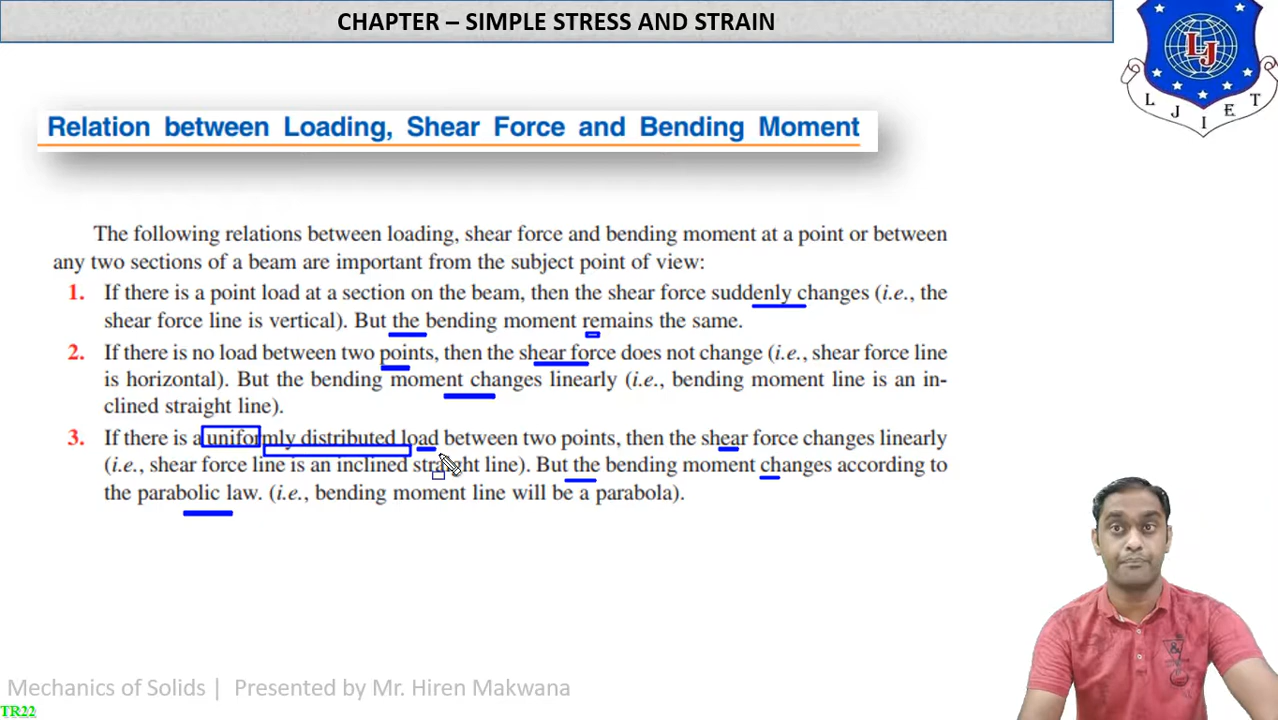 CHAPTER – SIMPLE STRESS AND STRAIN
LJ
L J I E T
Relation between Loading, Shear Force and Bending Moment
The following relations between loading, shear force and bending moment at a point or between
any two sections of a beam are important from the subject point of view:
1. If there is a point load at a section on the beam, then the shear force suddenly changes (i.e., the
shear force line is vertical). But the bending moment remains the same.
2. If there is no load between two points, then the shear force does not change (i.e., shear force line
is horizontal). But the bending moment changes linearly (i.e., bending moment line is an in-
clined straight line).
3. If there is a uniformly distributed load between two points, then the shear force changes linearly
(i.e., shear force line is an inclined straight line). But the bending moment changes according to
the parabolic law. (i.e., bending moment line will be a parabola).
&
Mechanics of Solids | Presented by Mr. Hiren Makwana
TR22